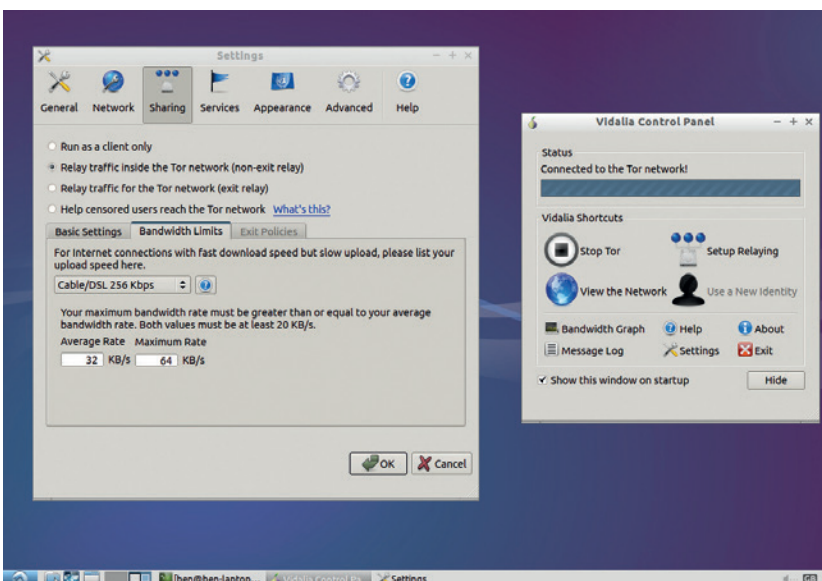 Settings
General Network Sharing Services Appearance Advanced Help
Run as a client only
Relay traffic inside the Tor network (non-exit relay)
Relay traffic for the Tor network (exit relay)
Help censored users reach the Tor network What's this?
Basic Settings Bandwidth Limits Exit Policies
For Internet connections with fast download speed but slow upload, please list your
upload speed here.
Cable/DSL 256 Kbps
Your maximum bandwidth rate must be greater than or equal to your average
bandwidth rate. Both values must be at least 20 KB/s.
Average Rate Maximum Rate
32 KB/s 64 KB/s
OK Cancel
Vidalia Control Panel
Status
Connected to the Tor network!
Vidalia Shortcuts
Stop Tor Setup Relaying
View the Network Use a New Identity
Bandwidth Graph Help About
Message Log Settings Exit
Show this window on startup Hide
[ben@ben-laptop... Vidalia Control Pa... Settings